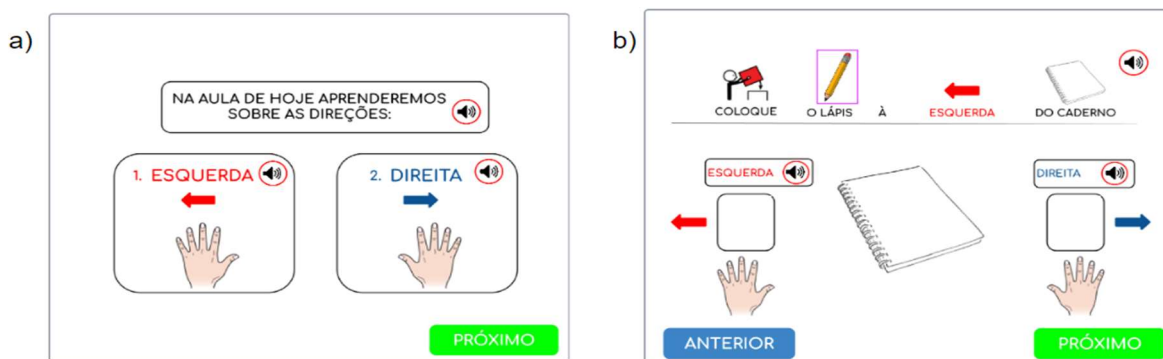 a)
NA AULA DE HOJE APRENDEREMOS
SOBRE AS DIREÇÕES:
1. ESQUERDA
2. DIREITA
PRÓXIMO
b)
COLOQUE O LÁPIS À ESQUERDA DO CADERNO
ESQUERDA
DIREITA
ANTERIOR
PRÓXIMO